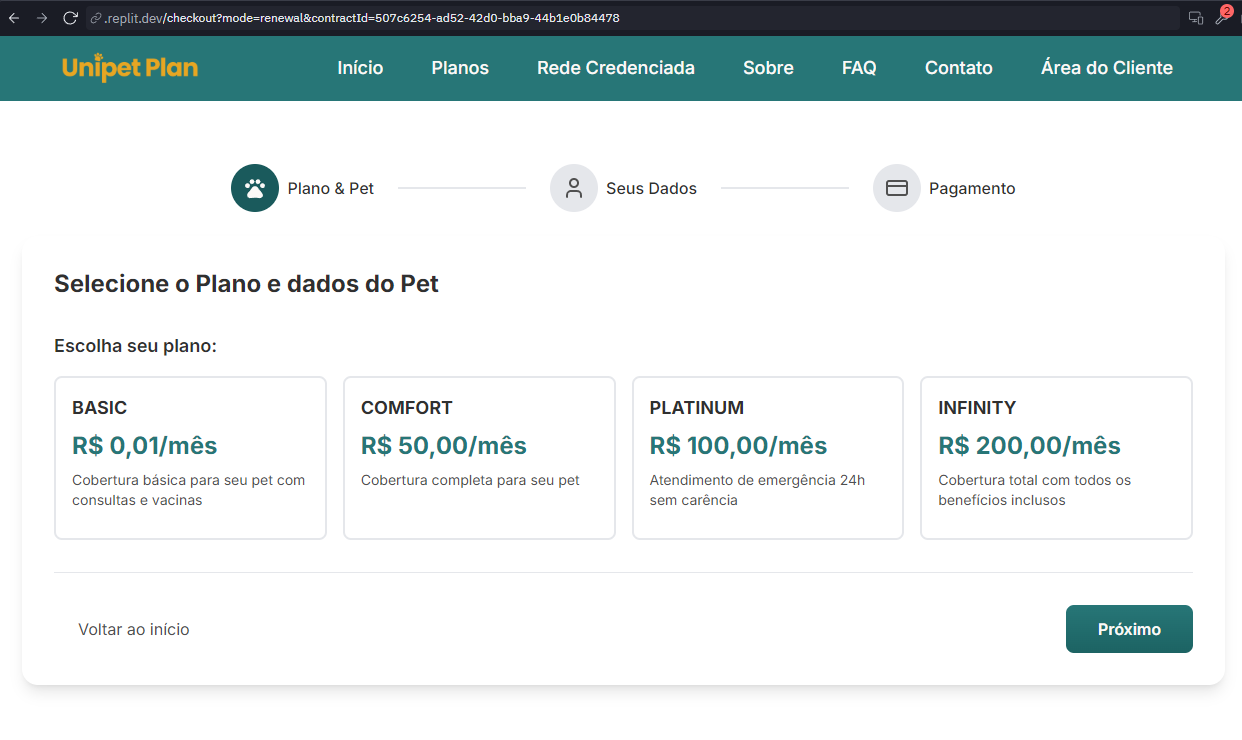 .replit.dev/checkout?mode=renewal&contractId=507c6254-ad52-42d0-bba9-44b1e0b84478
2
Unipet Plan
Início
Planos
Rede Credenciada
Sobre
FAQ
Contato
Área do Cliente
Plano & Pet
Seus Dados
Pagamento
Selecione o Plano e dados do Pet
Escolha seu plano:
BASIC
R$ 0,01/mês
Cobertura básica para seu pet com
consultas e vacinas
COMFORT
R$ 50,00/mês
Cobertura completa para seu pet
PLATINUM
R$ 100,00/mês
Atendimento de emergência 24h
sem carência
INFINITY
R$ 200,00/mês
Cobertura total com todos os
benefícios inclusos
Voltar ao início
Próximo